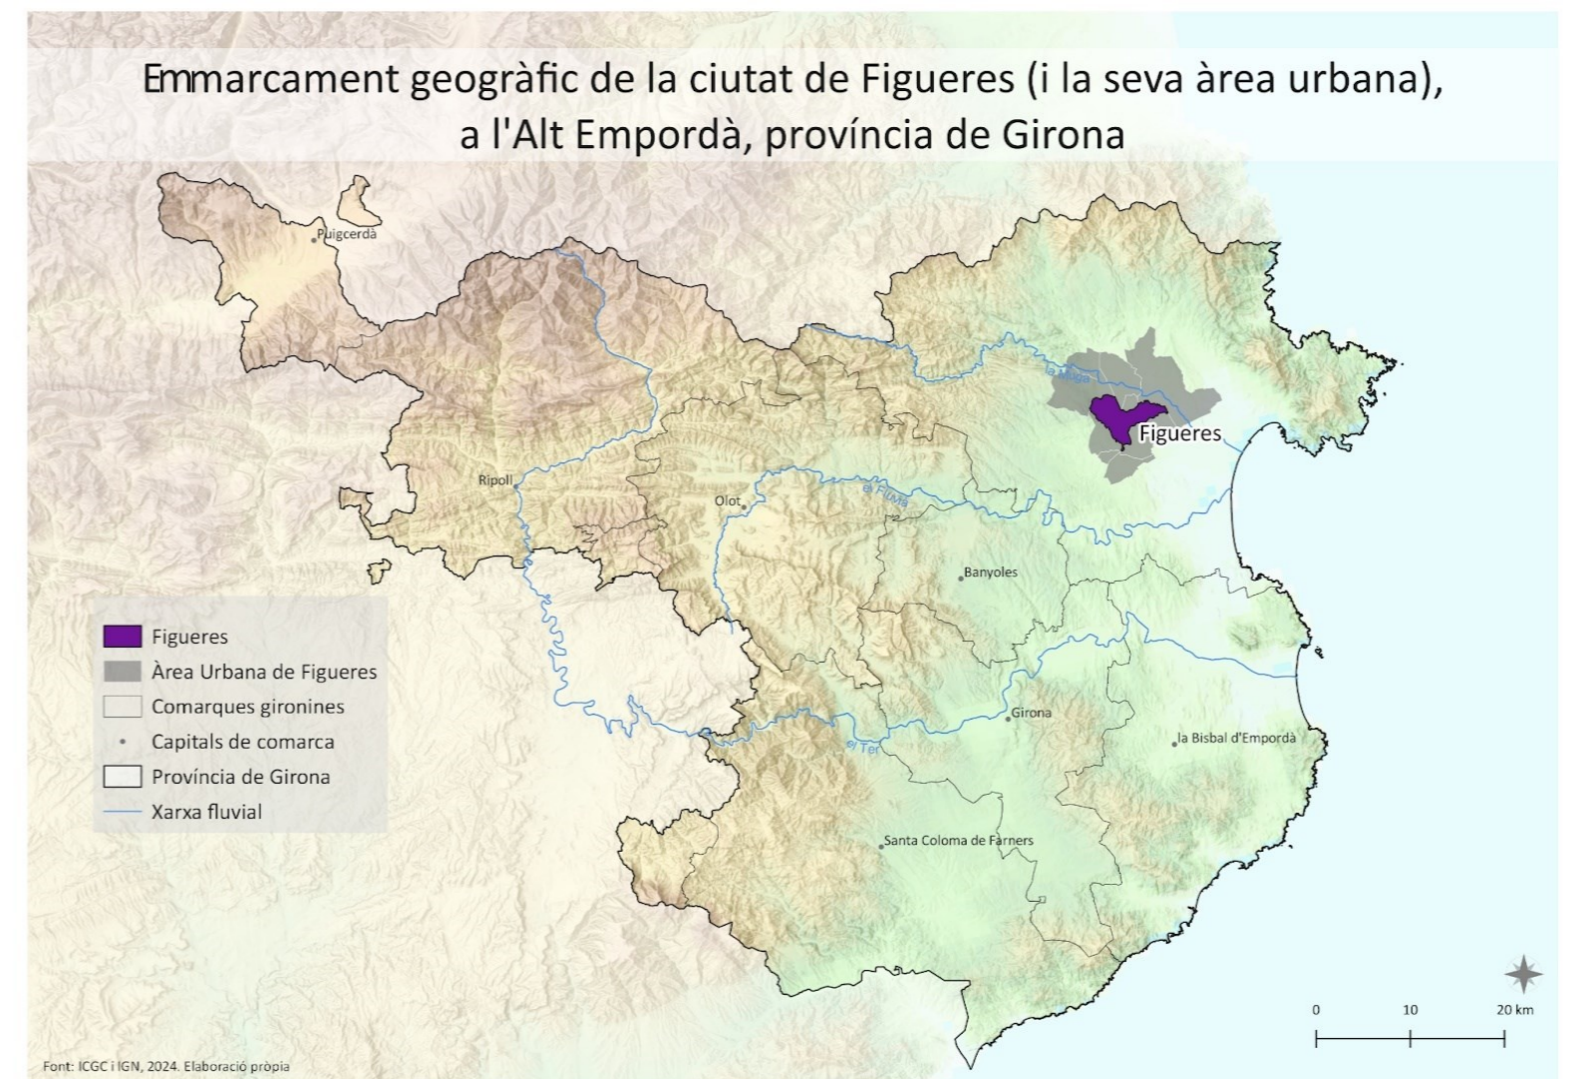 Emmarcament geogràfic de la ciutat de Figueres (i la seva àrea urbana),
a l'Alt Empordà, província de Girona
Puigcerdà
la Muga
Figueres
Ripoll
Olot
el Fluvià
Banyoles
Figueres
Àrea Urbana de Figueres
Comarques gironines
Capitals de comarca
Província de Girona
Xarxa fluvial
Girona
la Bisbal d'Empordà
el Ter
Santa Coloma de Farners
0 10 20 km
Font: ICGC i IGN, 2024. Elaboració pròpia